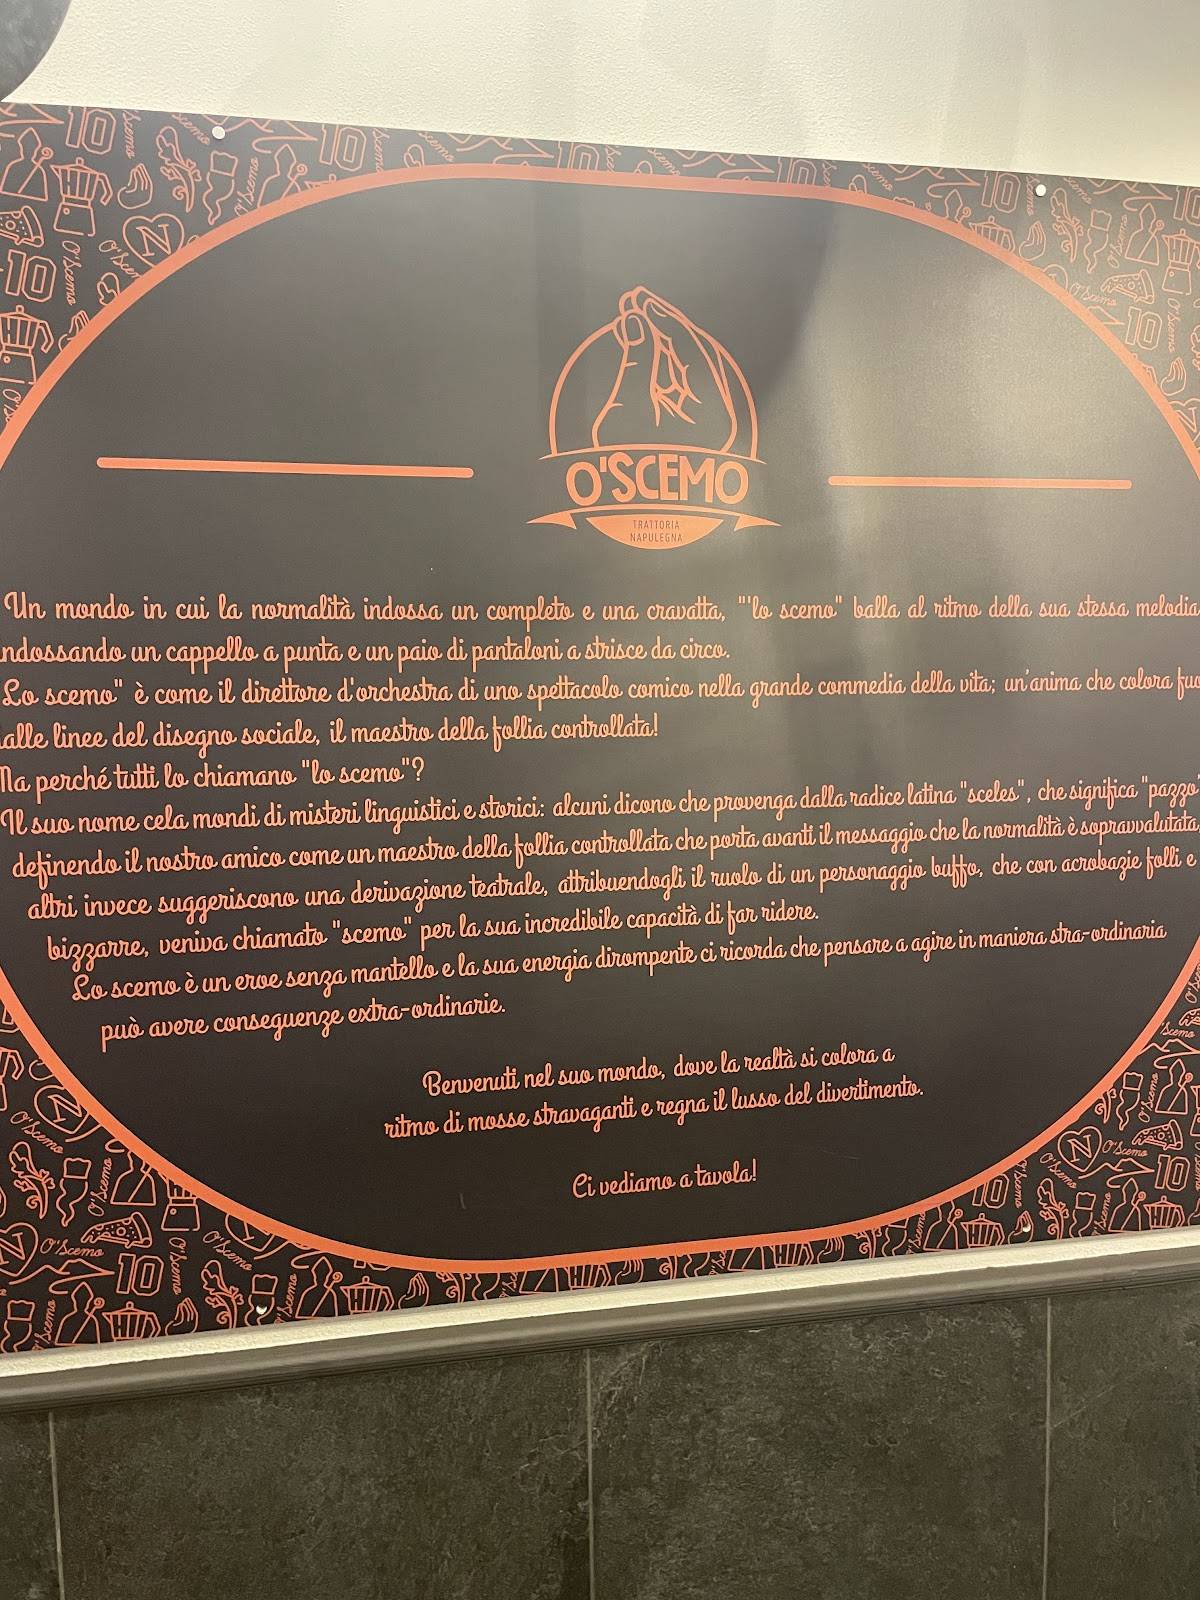 O'SCEMO
TRATTORIA
NAPULEGNA
Un mondo in cui la normalità indossa un completo e una cravatta, "'lo scemo" balla al ritmo della sua stessa melodia
ndossando un cappello a punta e un paio di pantaloni a strisce da circo.
Lo scemo" è come il direttore d'orchestra di uno spettacolo comico nella grande commedia della vita; un'anima che colora fuo
alle linee del disegno sociale, il maestro della follia controllata!
Ma perché tutti lo chiamano "lo scemo"?
Il suo nome cela mondi di misteri linguistici e storici: alcuni dicono che provenga dalla radice latina "sceles", che significa "pazzo"
definendo il nostro amico come un maestro della follia controllata che porta avanti il messaggio che la normalità è sopravvalutata,
altri invece suggeriscono una derivazione teatrale, attribuendogli il ruolo di un personaggio buffo, che con acrobazie folli e
bizzarre, veniva chiamato "scemo" per la sua incredibile capacità di far ridere.
Lo scemo è un eroe senza mantello e la sua energia dirompente ci ricorda che pensare a agire in maniera stra-ordinaria
può avere conseguenze extra-ordinarie.
Benvenuti nel suo mondo, dove la realtà si colora a
ritmo di mosse stravaganti e regna il lusso del divertimento.
Ci vediamo a tavola!